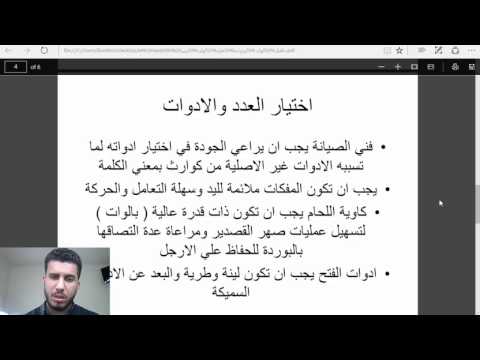 4 of 6
اختيار العدد والادوات
• فني الصيانة يجب ان يراعي الجودة في اختيار ادواته لما
تسببه الادوات غير الاصلية من كوارث بمعني الكلمة
• يجب ان تكون المفكات ملائمة لليد وسهلة التعامل والحركة
• كاوية اللحام يجب ان تكون ذات قدرة عالية ( بالوات )
لتسهيل عمليات صهر القصدير ومراعاة عدة التصاقها
بالبوردة للحفاظ علي الارجل
• ادوات الفتح يجب ان تكون لينة وطرية والبعد عن
السميكة